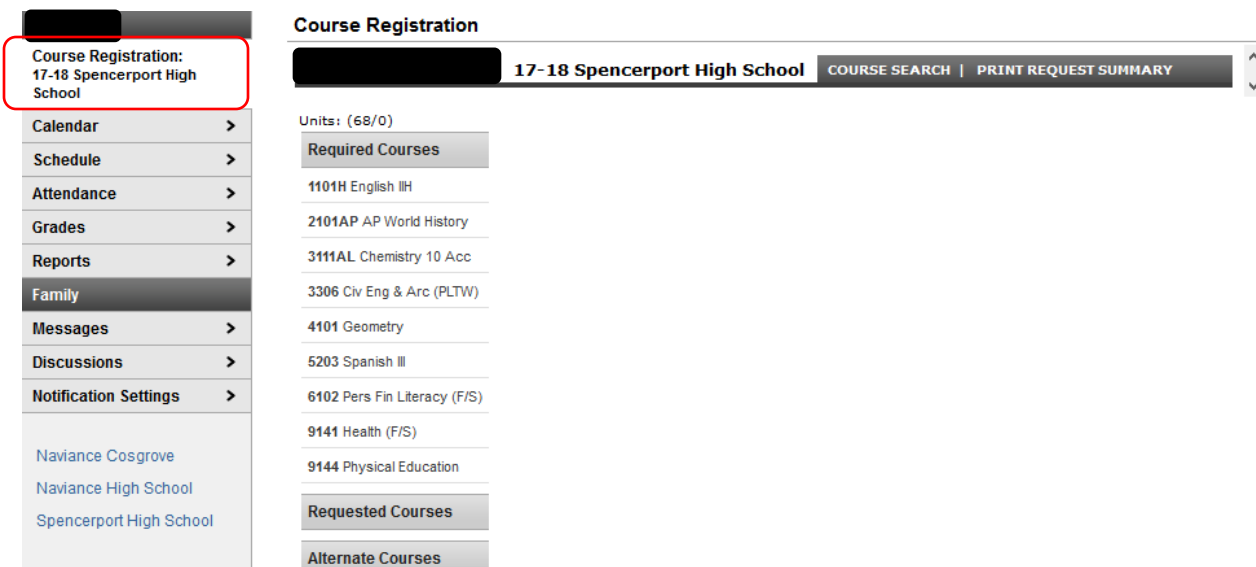 Course Registration:
17-18 Spencerport High
School
Calendar
Schedule
Attendance
Grades
Reports
Family
Messages
Discussions
Notification Settings
Naviance Cosgrove
Naviance High School
Spencerport High School
Course Registration
17-18 Spencerport High School COURSE SEARCH | PRINT REQUEST SUMMARY
Units: (68/0)
Required Courses
1101H English IIH
2101AP AP World History
3111AL Chemistry 10 Acc
3306 Civ Eng & Arc (PLTW)
4101 Geometry
5203 Spanish III
6102 Pers Fin Literacy (F/S)
9141 Health (F/S)
9144 Physical Education
Requested Courses
Alternate Courses